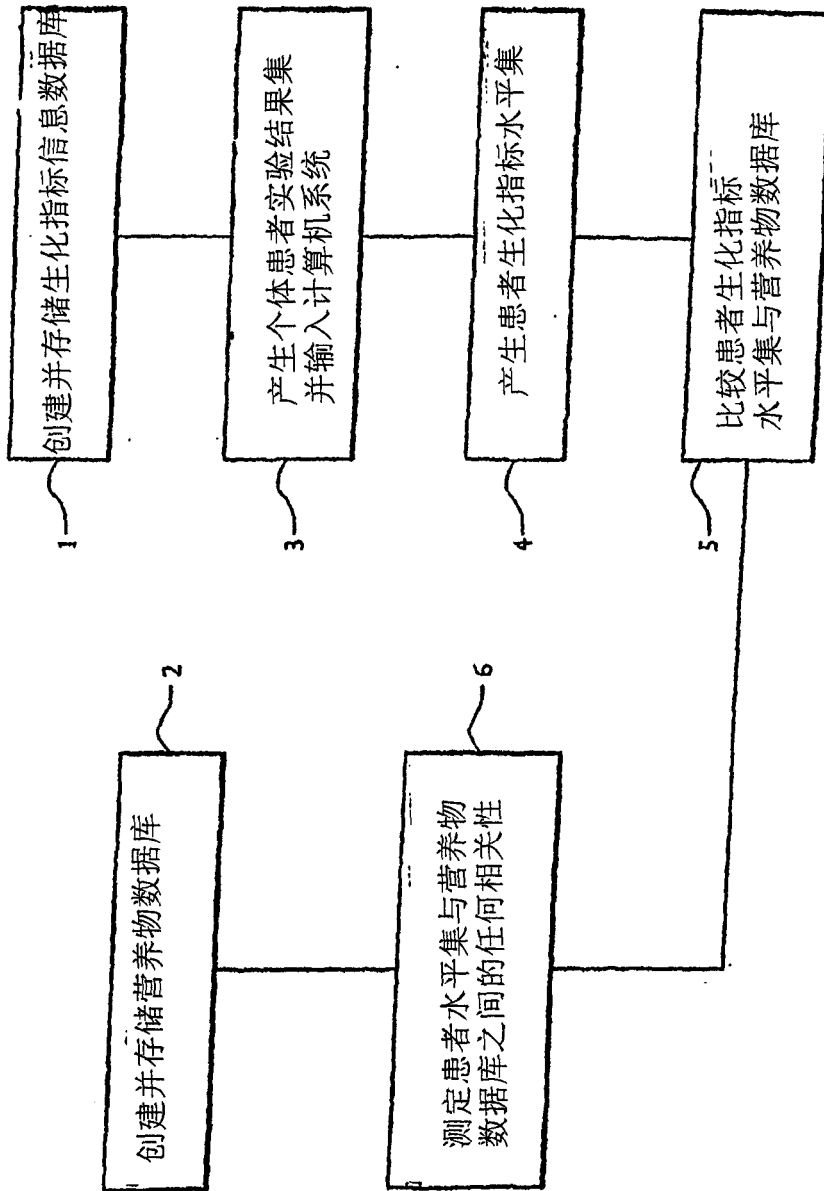 创建并存储生化指标信息数据库
1
产生个体患者实验结果集
并输入计算机系统
3
产生患者生化指标水平集
4
比较患者生化指标
水平集与营养物数据库
5
创建并存储营养物数据库
2
测定患者水平集与营养物
数据库之间的任何相关性
6